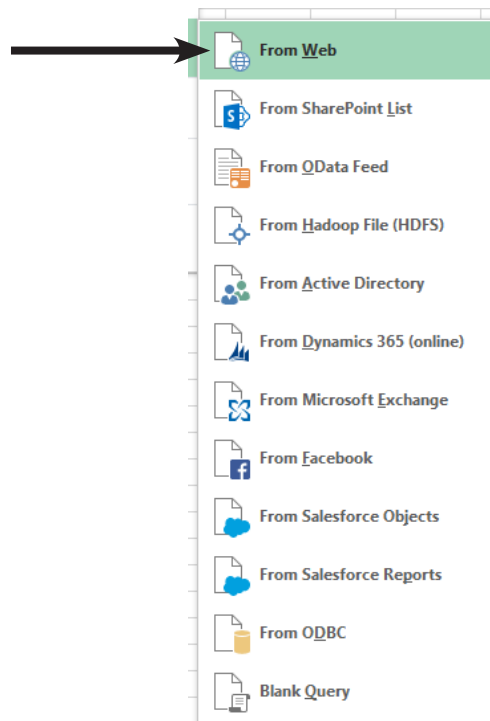 From Web
From SharePoint List
From OData Feed
From Hadoop File (HDFS)
From Active Directory
From Dynamics 365 (online)
From Microsoft Exchange
From Facebook
From Salesforce Objects
From Salesforce Reports
From ODBC
Blank Query